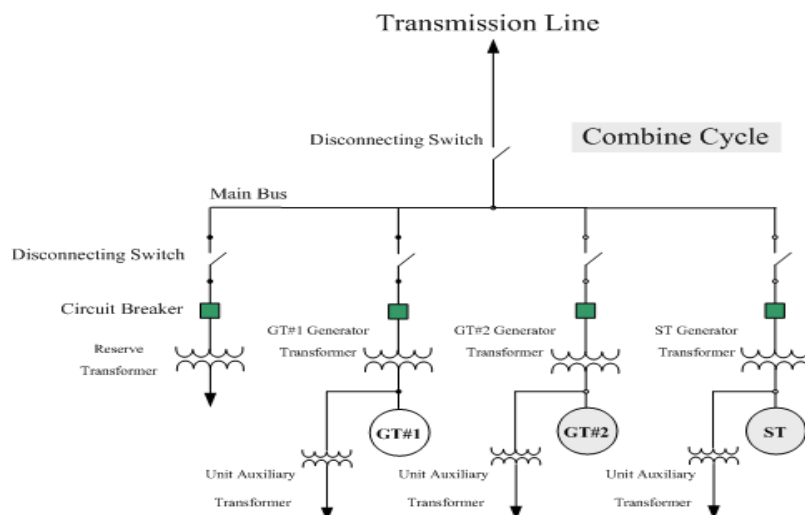 Transmission Line
Disconnecting Switch
Combine Cycle
Main Bus
Disconnecting Switch
Circuit Breaker
GT#1 Generator
Transformer
GT#2 Generator
Transformer
ST Generator
Transformer
Reserve
Transformer
GT#1
GT#2
ST
Unit Auxiliary
Transformer
Unit Auxiliary
Transformer
Unit Auxiliary
Transformer